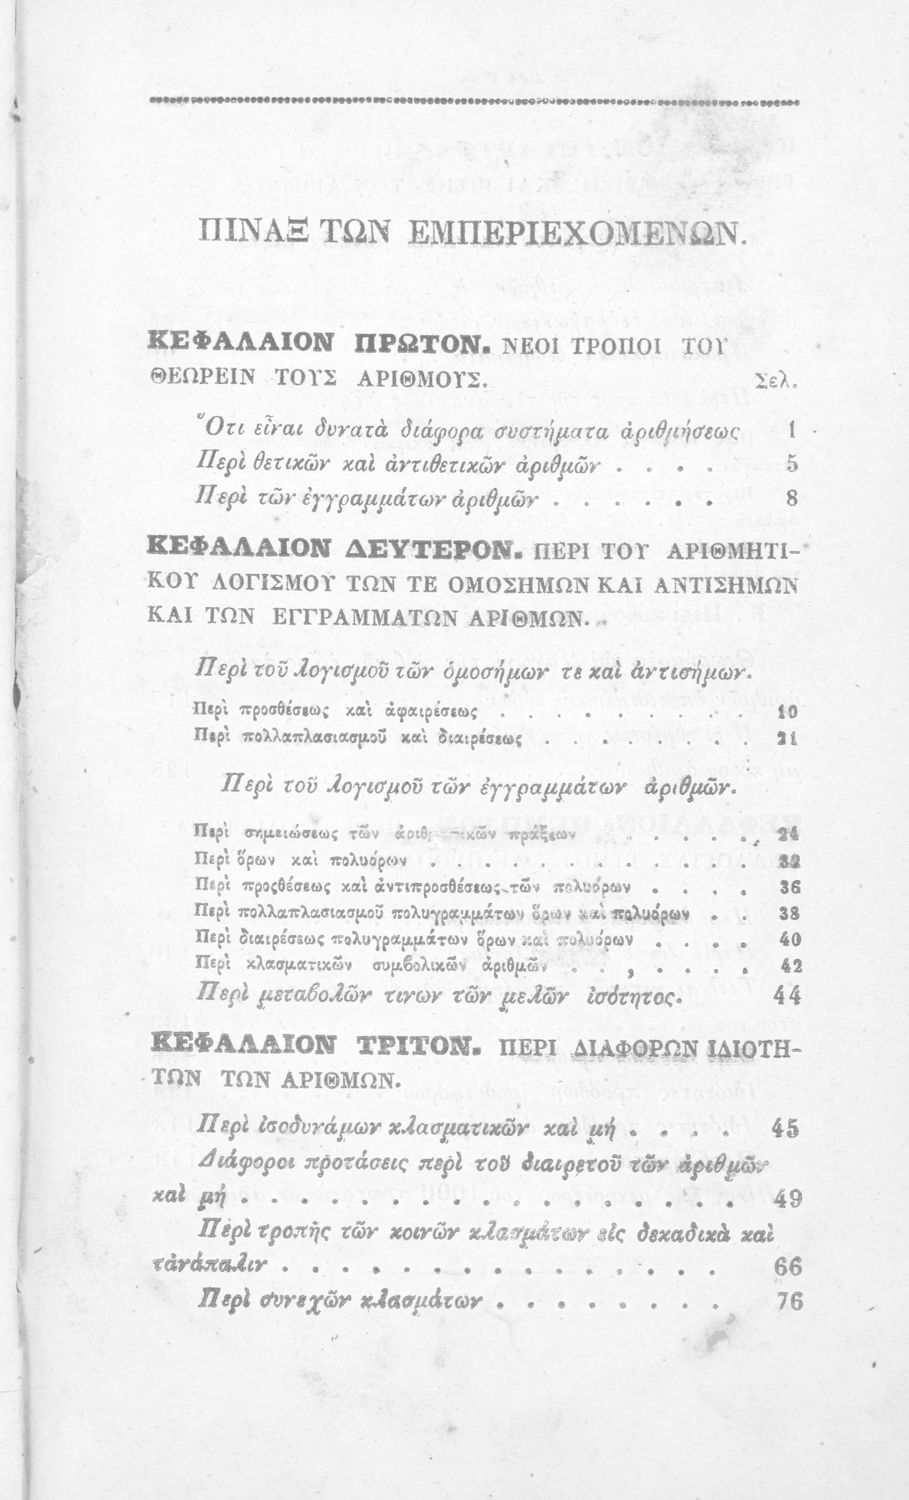 ΠΙΝΑΞ ΤΩΝ ΕΜΠΕΡΙΕΧΟΜΕΝΩΝ.
ΚΕΦΑΛΑΙΟΝ ΠΡΩΤΟΝ. ΝΕΟΙ ΤΡΟΠΟΙ ΤΟΥ
ΘΕΩΡΕΙΝ ΤΟΥΣ ΑΡΙΘΜΟΥΣ. Σελ.
Ὅτι εἶναι δυνατὰ διάφορα συστήματα ἀριθμήσεως 1
Περὶ θετικῶν καὶ ἀντιθετικῶν ἀριθμῶν . . . . 5
Περὶ τῶν ἐγγραμμάτων ἀριθμῶν . . . . . . 8
ΚΕΦΑΛΑΙΟΝ ΔΕΥΤΕΡΟΝ. ΠΕΡΙ ΤΟΥ ΑΡΙΘΜΗΤΙ-
ΚΟΥ ΛΟΓΙΣΜΟΥ ΤΩΝ ΤΕ ΟΜΟΣΗΜΩΝ ΚΑΙ ΑΝΤΙΣΗΜΩΝ
ΚΑΙ ΤΩΝ ΕΓΓΡΑΜΜΑΤΩΝ ΑΡΙΘΜΩΝ.
Περὶ τοῦ λογισμοῦ τῶν ὁμοσήμων τε καὶ ἀντισήμων.
Περὶ προσθέσεως καὶ ἀφαιρέσεως . . . . . . . . . 10
Περὶ πολλαπλασιασμοῦ καὶ διαιρέσεως . . . . . . . . 21
Περὶ τοῦ λογισμοῦ τῶν ἐγγραμμάτων ἀριθμῶν.
Περὶ σημειώσεως τῶν πράξεων . . . . . 24
Περὶ ὅρων καὶ πολυόρων . . . . . . . . . . . . 32
Περὶ προςθέσεως καὶ ἀντιπροσθέσεως τῶν πολυόρων . . . . 36
Περὶ πολλαπλασιασμοῦ πολυγραμμάτων ὅρων καὶ πολυόρων . . 38
Περὶ διαιρέσεως πολυγραμμάτων ὅρων καὶ πολυόρων . . . . 40
Περὶ κλασματικῶν συμβολικῶν ἀριθμῶν . . , . . . . 42
Περὶ μεταβολῶν τινων τῶν μελῶν ἰσότητος. 44
ΚΕΦΑΛΑΙΟΝ ΤΡΙΤΟΝ. ΠΕΡΙ ΔΙΑΦΟΡΩΝ ΙΔΙΟΤΗ-
ΤΩΝ ΤΩΝ ΑΡΙΘΜΩΝ.
Περὶ ἰσοδυνάμων κλασματικῶν καὶ μή . . . . 45
Διάφοροι προτάσεις περὶ τοῦ διαιρετοῦ τῶν ἀριθμῶν
καὶ μή . . . . . . . . . . . . . . . . . 49
Περὶ τροπῆς τῶν κοινῶν κλασμάτων εἰς δεκαδικὰ καὶ
τἀνάπαλιν . . . . . . . . . . . . . . . 66
Περὶ συνεχῶν κλασμάτων . . . . . . . . 76